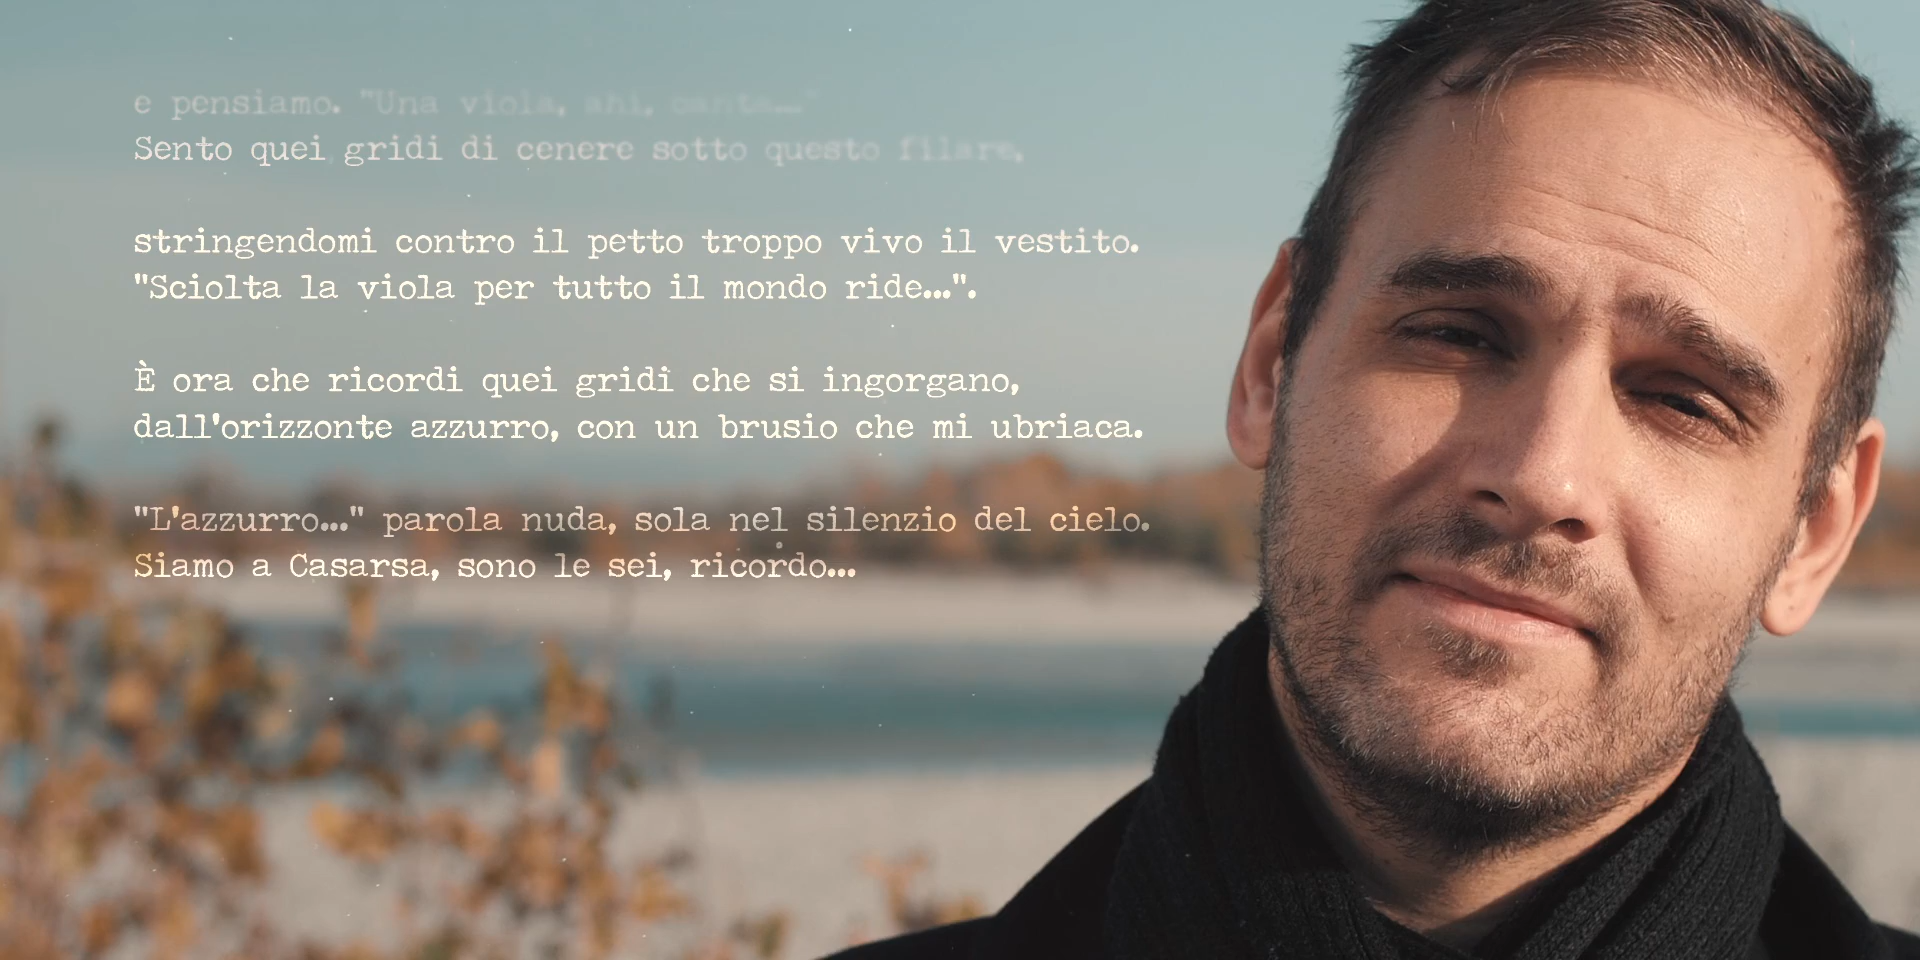 e pensiamo. "Una viola, ahi, canta..."
Sento quei gridi di cenere sotto questo filare,
stringendomi contro il petto troppo vivo il vestito.
"Sciolta la viola per tutto il mondo ride...".
È ora che ricordi quei gridi che si ingorgano,
dall'orizzonte azzurro, con un brusio che mi ubriaca.
"L'azzurro..." parola nuda, sola nel silenzio del cielo.
Siamo a Casarsa, sono le sei, ricordo...